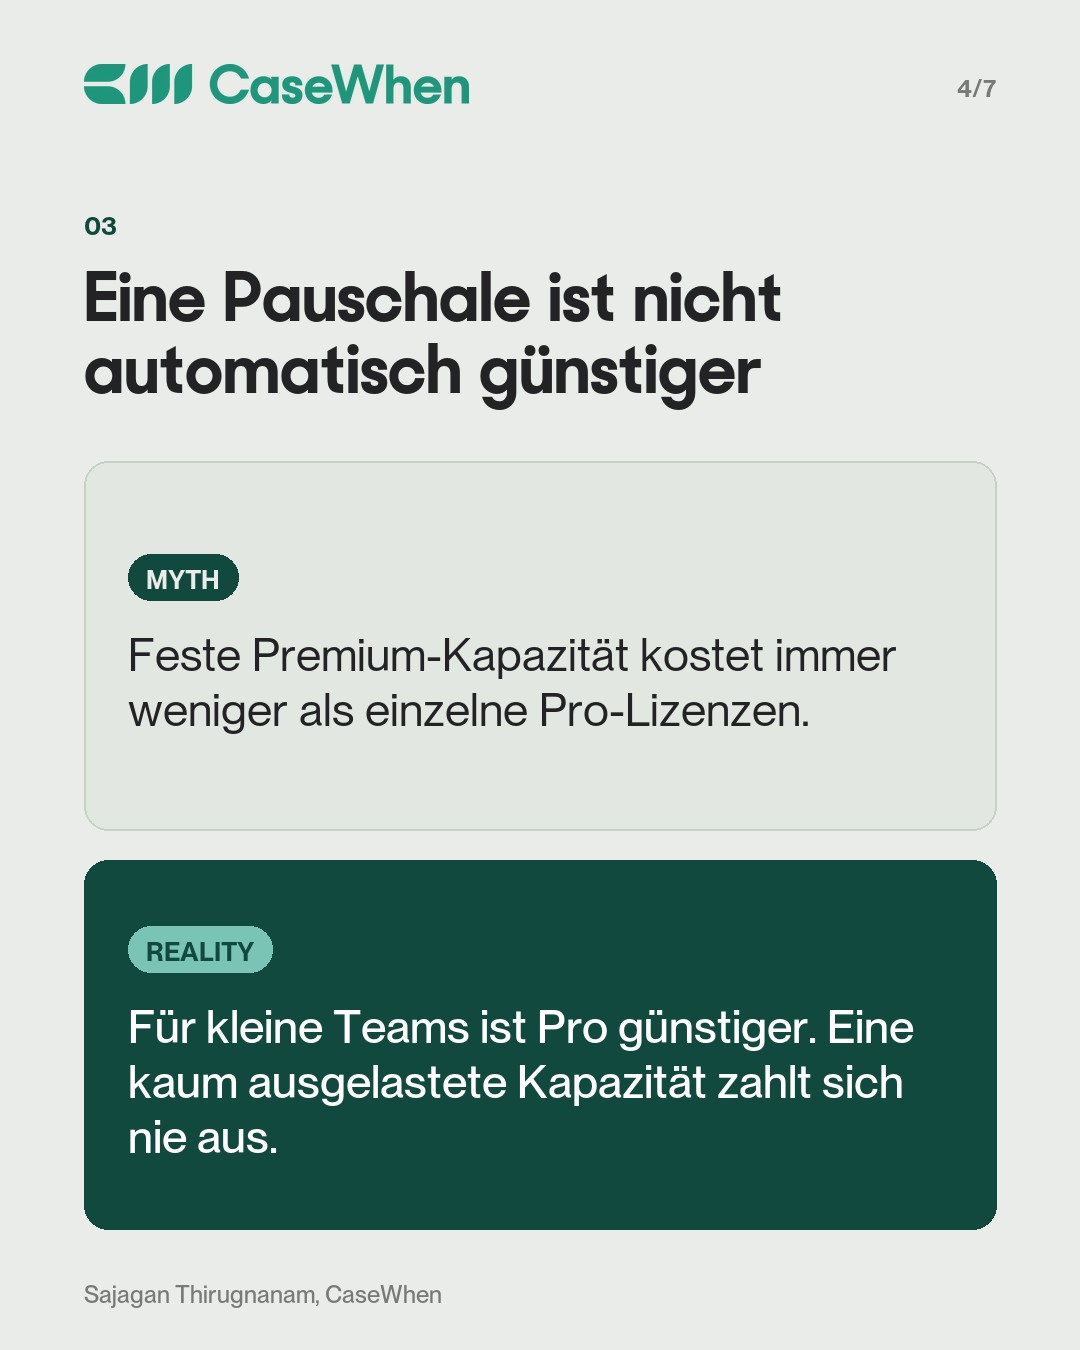 CaseWhen
4/7
03
Eine Pauschale ist nicht
automatisch günstiger
MYTH
Feste Premium-Kapazität kostet immer
weniger als einzelne Pro-Lizenzen.
REALITY
Für kleine Teams ist Pro günstiger. Eine
kaum ausgelastete Kapazität zahlt sich
nie aus.
Sajagan Thirugnanam, CaseWhen